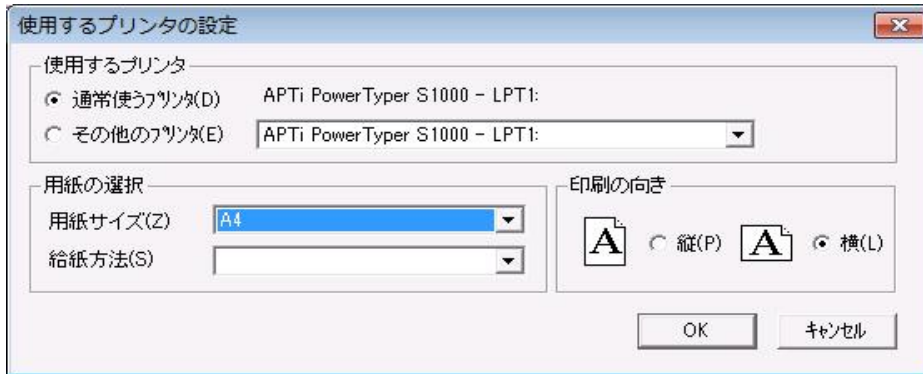 使用するプリンタの設定
使用するプリンタ
通常使うﾌﾟﾘﾝﾀ(D) APTi PowerTyper S1000 - LPT1:
その他のﾌﾟﾘﾝﾀ(E) APTi PowerTyper S1000 - LPT1:
用紙の選択
用紙サイズ(Z) A4
給紙方法(S)
印刷の向き
A 縦(P) A 横(L)
OK ｷｬﾝｾﾙ